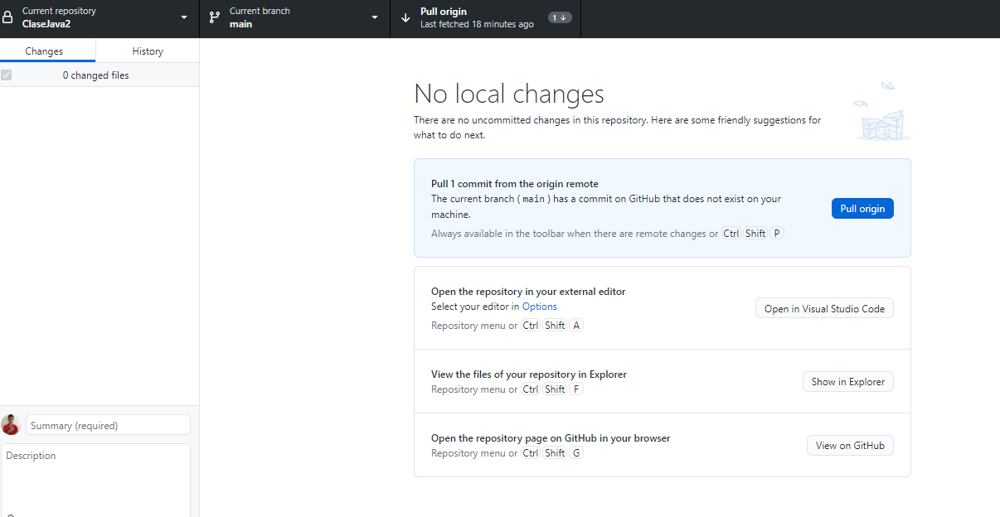 Current repository
ClaseJava2
Current branch
main
Pull origin
Last fetched 18 minutes ago
1
Changes
History
0 changed files
No local changes
There are no uncommitted changes in this repository. Here are some friendly suggestions for
what to do next.
Pull 1 commit from the origin remote
The current branch ( main ) has a commit on GitHub that does not exist on your
machine.
Always available in the toolbar when there are remote changes or Ctrl Shift P
Pull origin
Open the repository in your external editor
Select your editor in Options
Repository menu or Ctrl Shift A
Open in Visual Studio Code
View the files of your repository in Explorer
Repository menu or Ctrl Shift F
Show in Explorer
Open the repository page on GitHub in your browser
Repository menu or Ctrl Shift G
View on GitHub
Summary (required)
Description